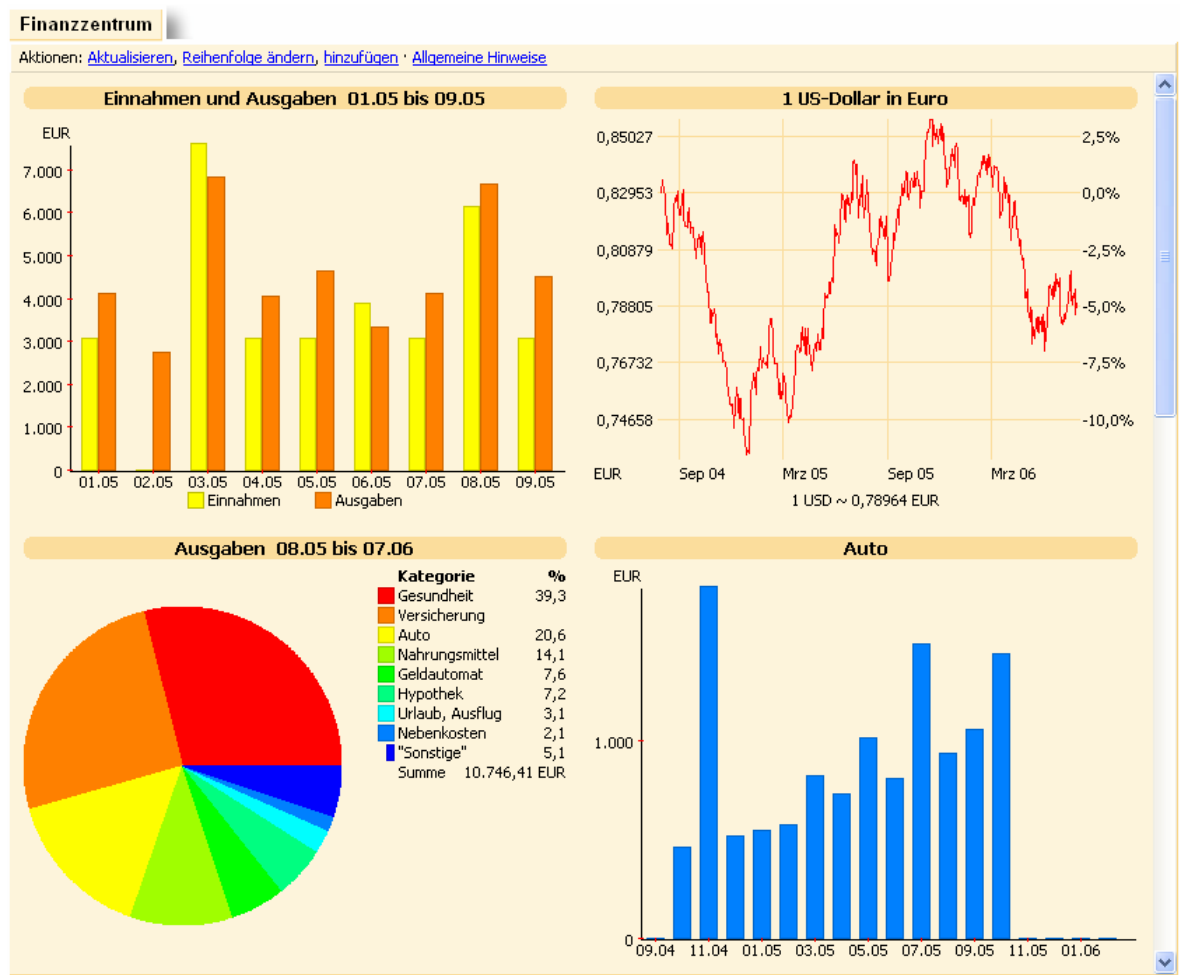 Finanzzentrum
Aktionen: Aktualisieren, Reihenfolge ändern, hinzufügen · Allgemeine Hinweise
Einnahmen und Ausgaben 01.05 bis 09.05
EUR
7.000
6.000
5.000
4.000
3.000
2.000
1.000
0
01.05 02.05 03.05 04.05 05.05 06.05 07.05 08.05 09.05
Einnahmen Ausgaben
1 US-Dollar in Euro
0,85027 2,5%
0,82953 0,0%
0,80879 -2,5%
0,78805 -5,0%
0,76732 -7,5%
0,74658 -10,0%
EUR Sep 04 Mrz 05 Sep 05 Mrz 06
1 USD ~ 0,78964 EUR
Ausgaben 08.05 bis 07.06
Kategorie %
Gesundheit 39,3
Versicherung
Auto 20,6
Nahrungsmittel 14,1
Geldautomat 7,6
Hypothek 7,2
Urlaub, Ausflug 3,1
Nebenkosten 2,1
"Sonstige" 5,1
Summe 10.746,41 EUR
Auto
EUR
1.000
0
09.04 11.04 01.05 03.05 05.05 07.05 09.05 11.05 01.06